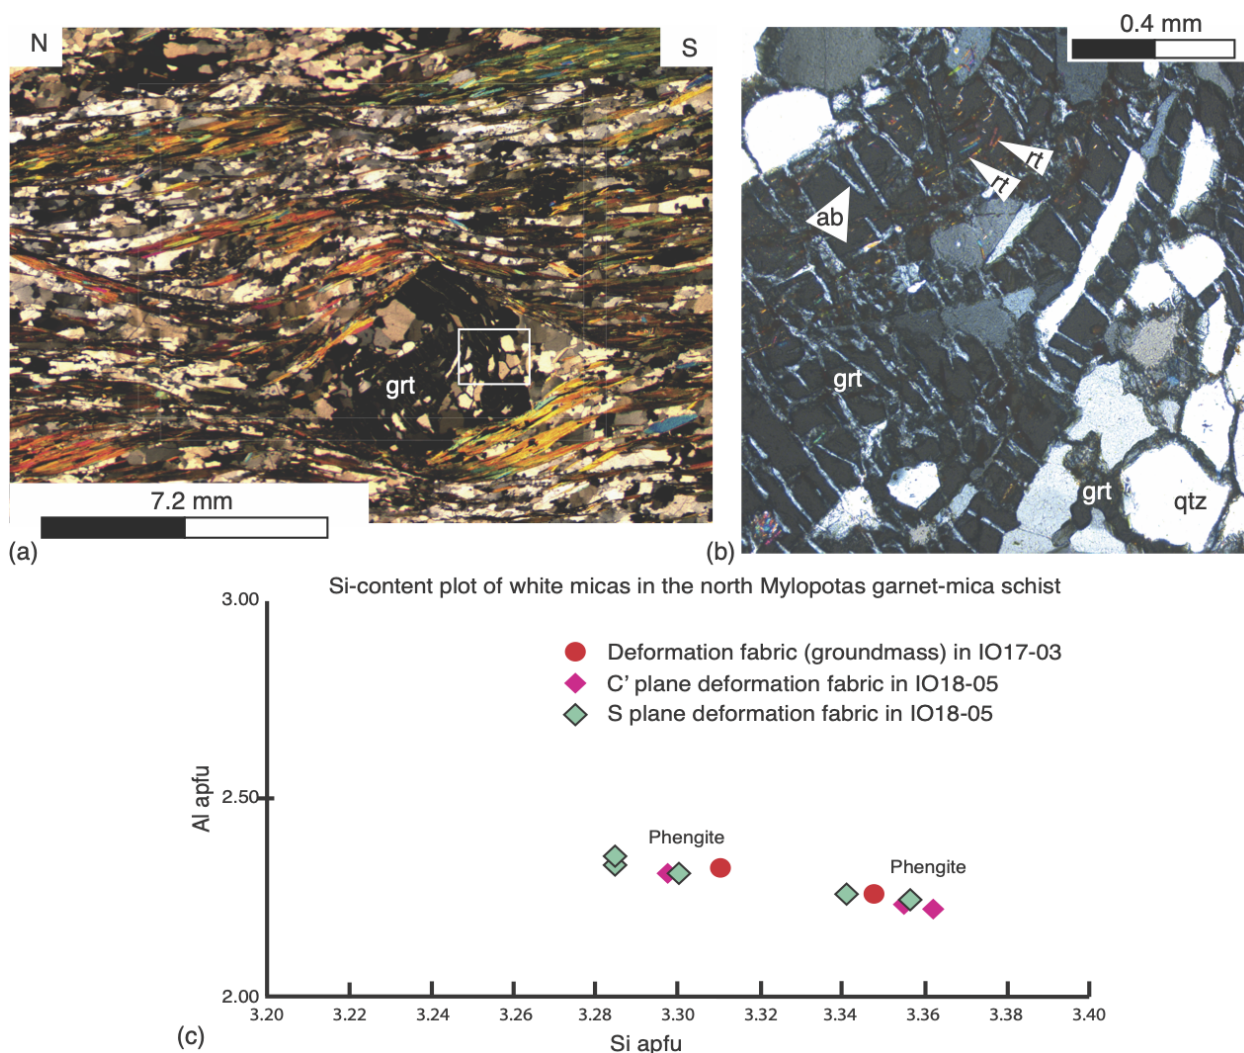 N
S
grt
7.2 mm
(a)
0.4 mm
rt
rt
ab
grt
grt
qtz
(b)
Si-content plot of white micas in the north Mylopotas garnet-mica schist
3.00
Deformation fabric (groundmass) in IO17-03
C' plane deformation fabric in IO18-05
S plane deformation fabric in IO18-05
Al apfu
2.50
Phengite
Phengite
2.00
3.20 3.22 3.24 3.26 3.28 3.30 3.32 3.34 3.36 3.38 3.40
(c)
Si apfu